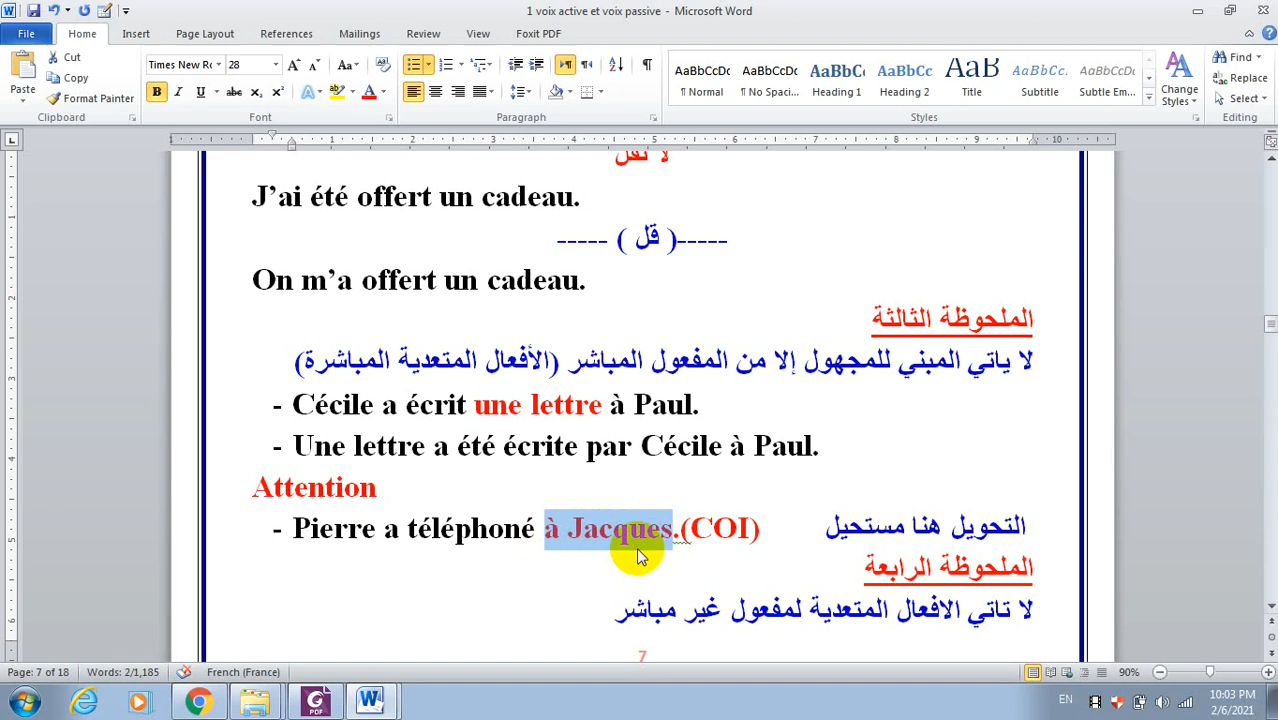 1 voix active et voix passive - Microsoft Word
File Home Insert Page Layout References Mailings Review View Foxit PDF
Paste Cut Copy Format Painter Clipboard
Times New Ro 28 Font
Paragraph
AaBbCcDc AaBbCcDc AaBbCc AaBbCc AaB AaBbCc. AaBbCcDc
¶ Normal ¶ No Spaci... Heading 1 Heading 2 Title Subtitle Subtle Em...
Styles
Change Styles
Find Replace Select Editing
لا تقل
J'ai été offert un cadeau.
----- ( قل )-----
On m'a offert un cadeau.
الملحوظة الثالثة
لا ياتي المبني للمجهول إلا من المفعول المباشر (الأفعال المتعدية المباشرة)
- Cécile a écrit une lettre à Paul.
- Une lettre a été écrite par Cécile à Paul.
Attention
- Pierre a téléphoné à Jacques.(COI) التحويل هنا مستحيل
الملحوظة الرابعة
لا تاتي الافعال المتعدية لمفعول غير مباشر
7
Page: 7 of 18 Words: 2/1,185 French (France) 90%
EN 10:03 PM
2/6/2021